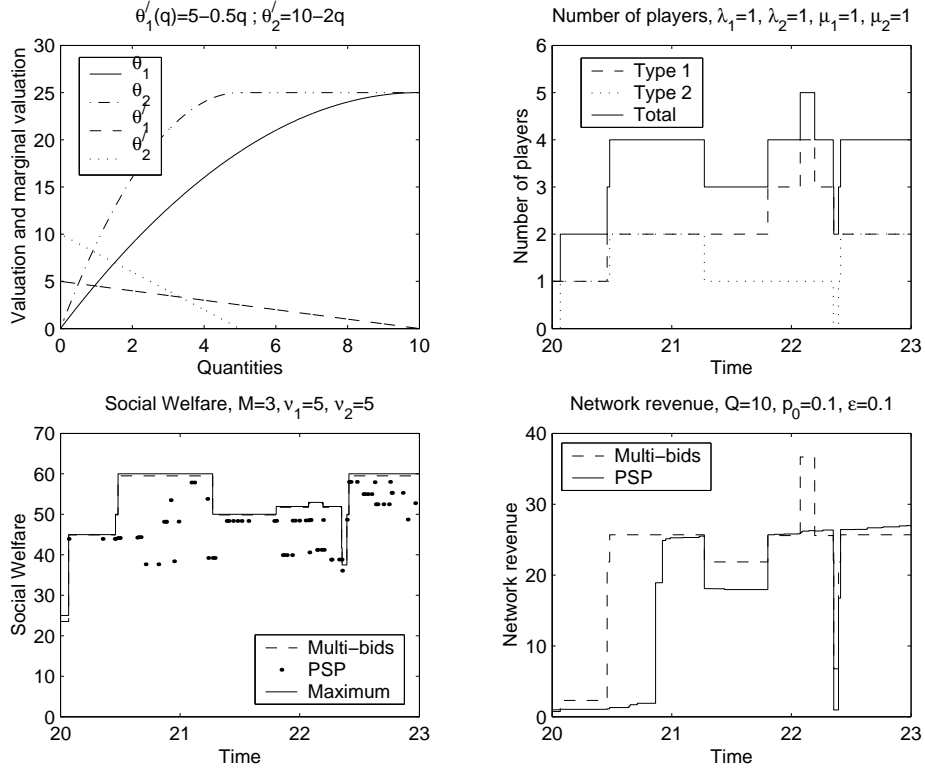 θ₁′(q)=5−0.5q ; θ₂′=10−2q
Valuation and marginal valuation
30
25
20
15
10
5
0
θ₁
θ₂
θ₁′
θ₂′
0 2 4 6 8 10
Quantities
Number of players, λ₁=1, λ₂=1, μ₁=1, μ₂=1
Number of players
6
5
4
3
2
1
0
Type 1
Type 2
Total
20 21 22 23
Time
Social Welfare, M=3, ν₁=5, ν₂=5
Social Welfare
70
60
50
40
30
20
10
0
Multi−bids
PSP
Maximum
20 21 22 23
Time
Network revenue, Q=10, p₀=0.1, ε=0.1
Network revenue
40
30
20
10
0
Multi−bids
PSP
20 21 22 23
Time